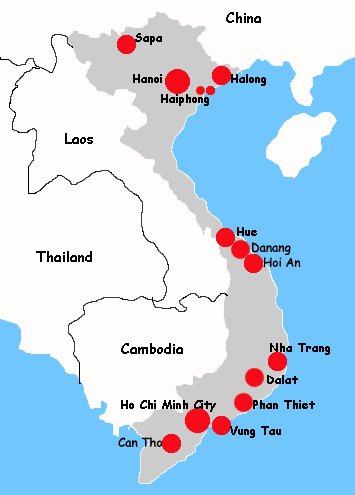 China
Sapa
Hanoi
Halong
Haiphong
Laos
Hue
Danang
Hoi An
Thailand
Cambodia
Nha Trang
Dalat
Ho Chi Minh City
Phan Thiet
Vung Tau
Can Tho